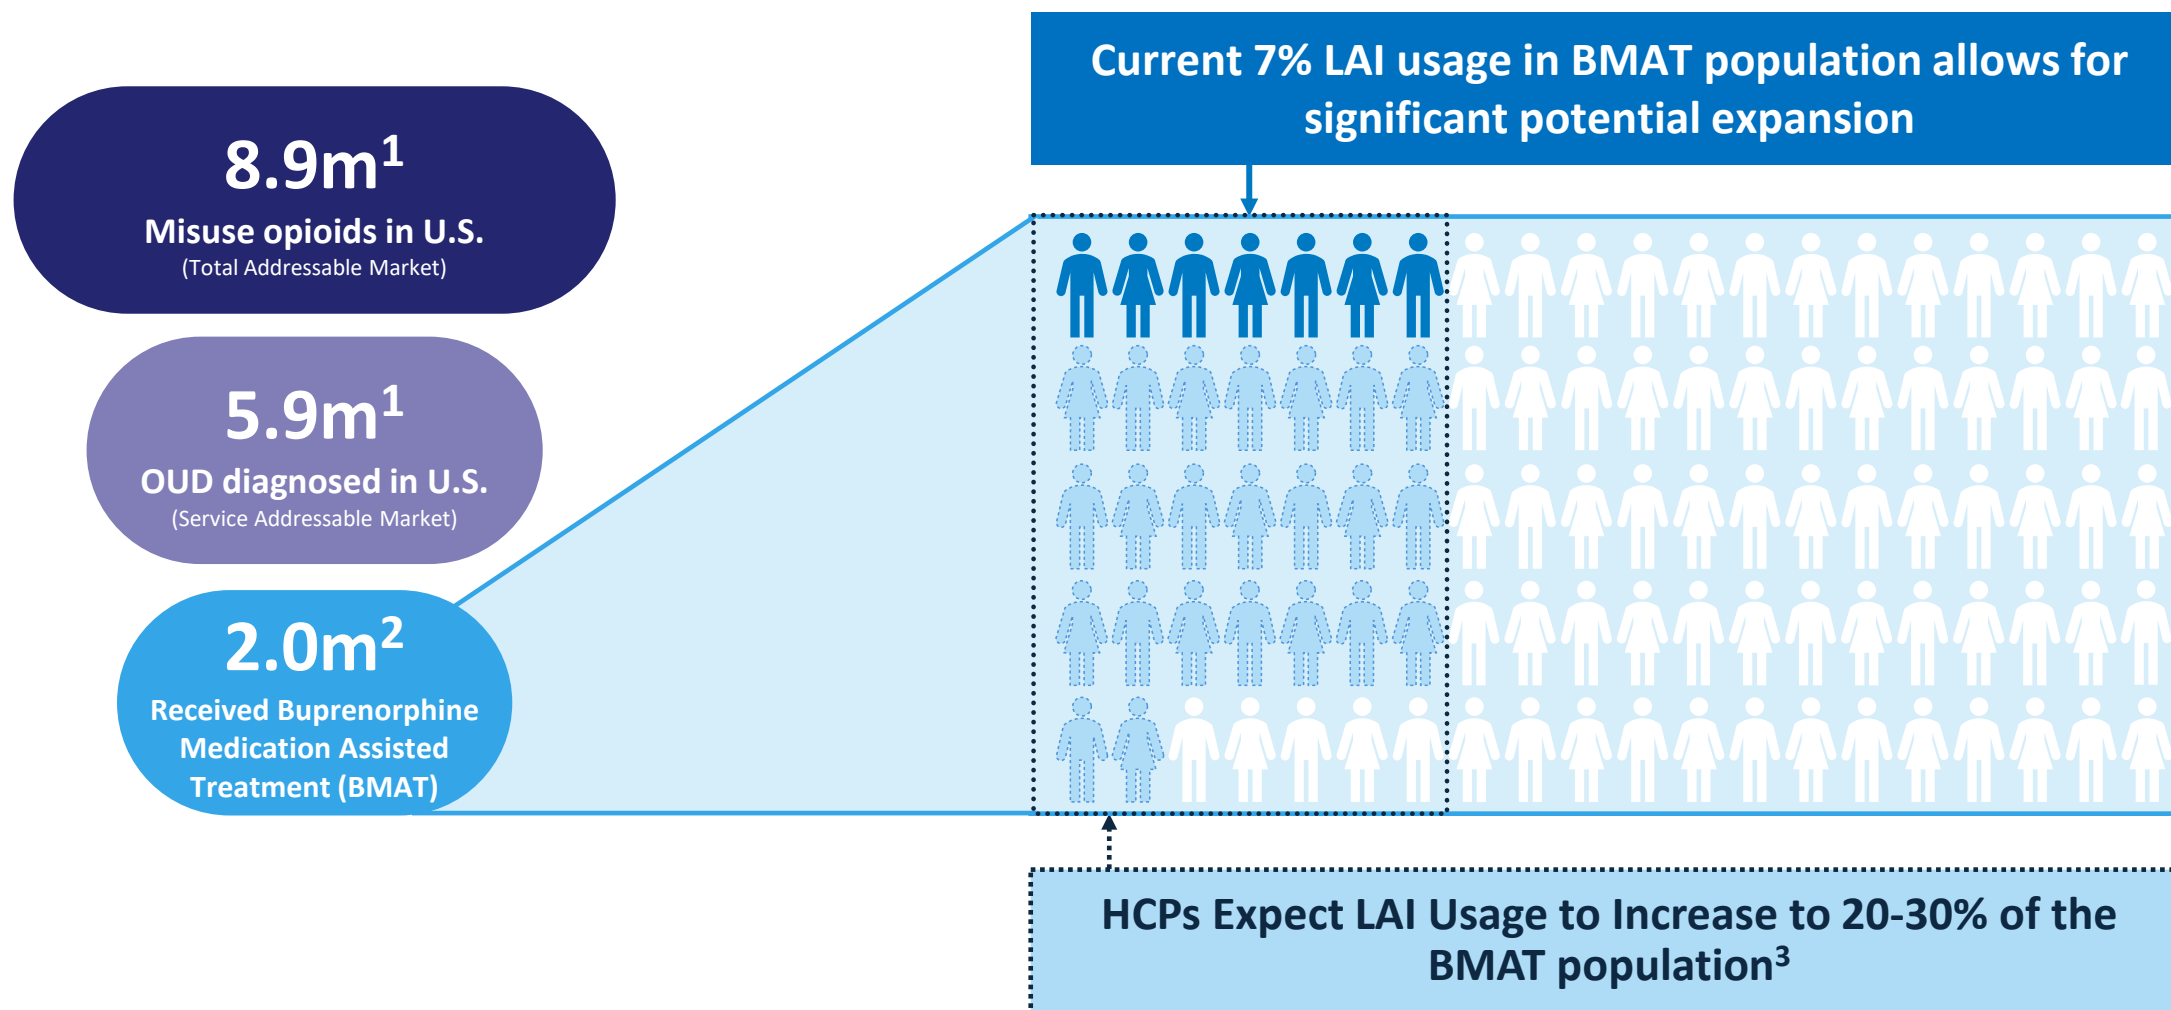 Current 7% LAI usage in BMAT population allows for
significant potential expansion
8.9m¹
Misuse opioids in U.S.
(Total Addressable Market)
5.9m¹
OUD diagnosed in U.S.
(Service Addressable Market)
2.0m²
Received Buprenorphine
Medication Assisted
Treatment (BMAT)
HCPs Expect LAI Usage to Increase to 20-30% of the
BMAT population³